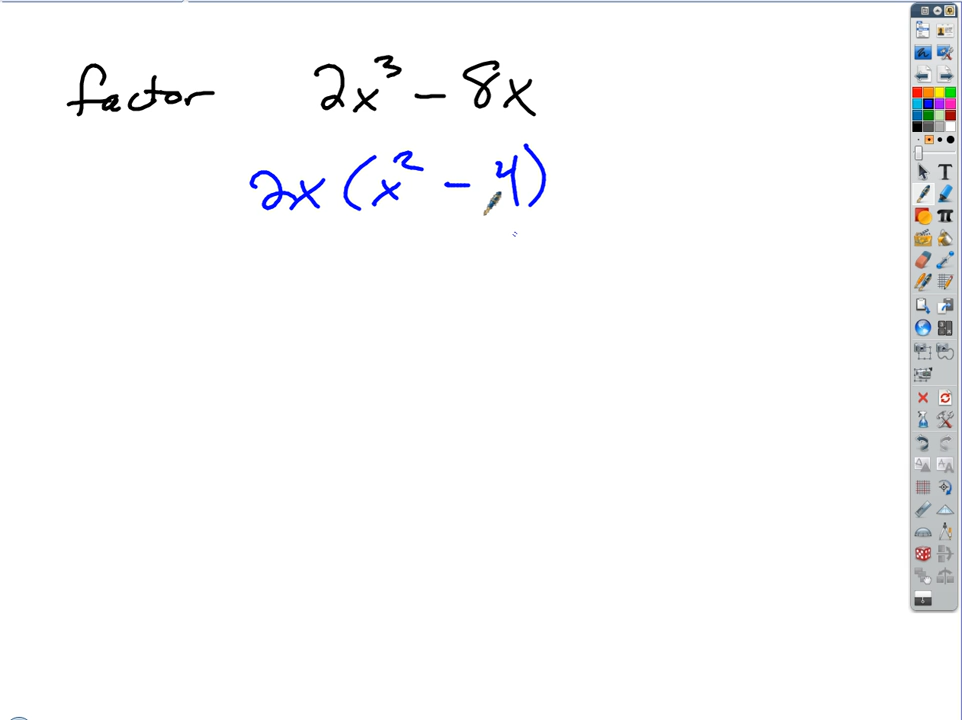 factor 2x³ – 8x
2x (x² – 4)